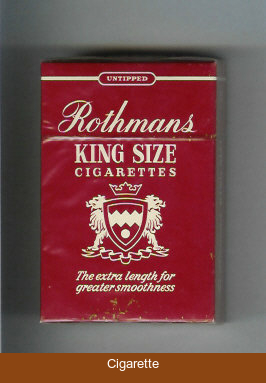 UNTIPPED
Rothmans
KING SIZE
CIGARETTES
The extra length for
greater smoothness
Cigarette